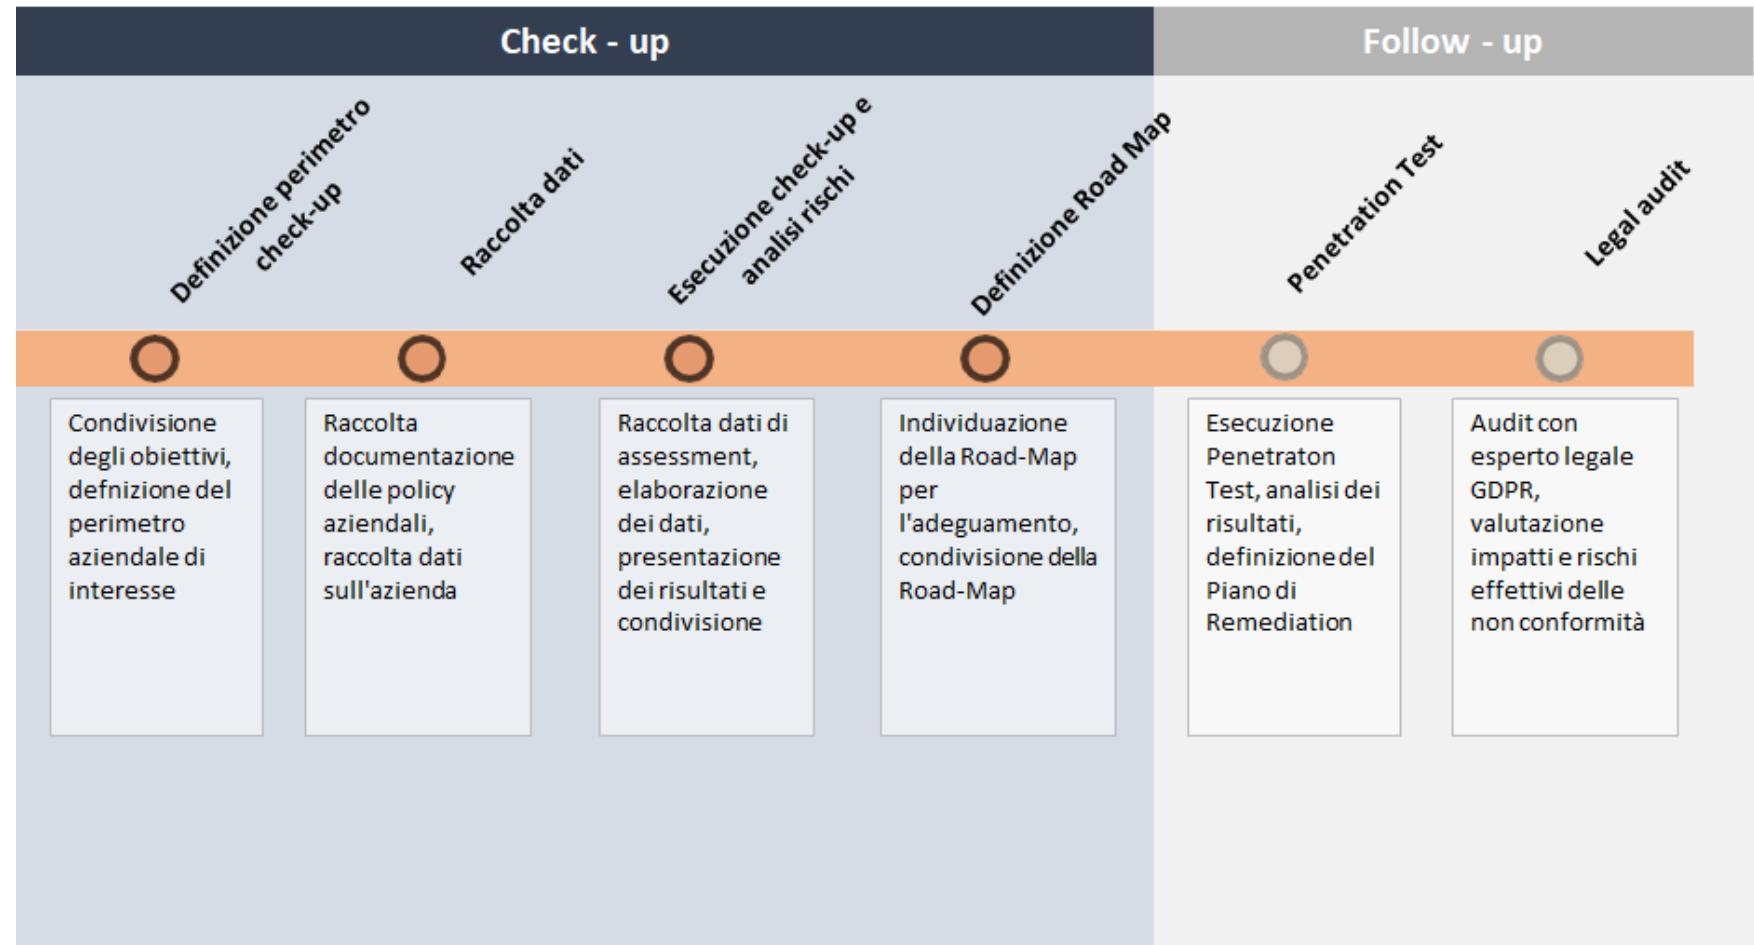 Check - up
Follow - up
Definizione perimetro
check-up
Raccolta dati
Esecuzione check-up e
analisi rischi
Definizione Road Map
Penetration Test
Legal audit
Condivisione
degli obiettivi,
defnizione del
perimetro
aziendale di
interesse
Raccolta
documentazione
delle policy
aziendali,
raccolta dati
sull'azienda
Raccolta dati di
assessment,
elaborazione
dei dati,
presentazione
dei risultati e
condivisione
Individuazione
della Road-Map
per
l'adeguamento,
condivisione della
Road-Map
Esecuzione
Penetraton
Test, analisi dei
risultati,
definizione del
Piano di
Remediation
Audit con
esperto legale
GDPR,
valutazione
impatti e rischi
effettivi delle
non conformità